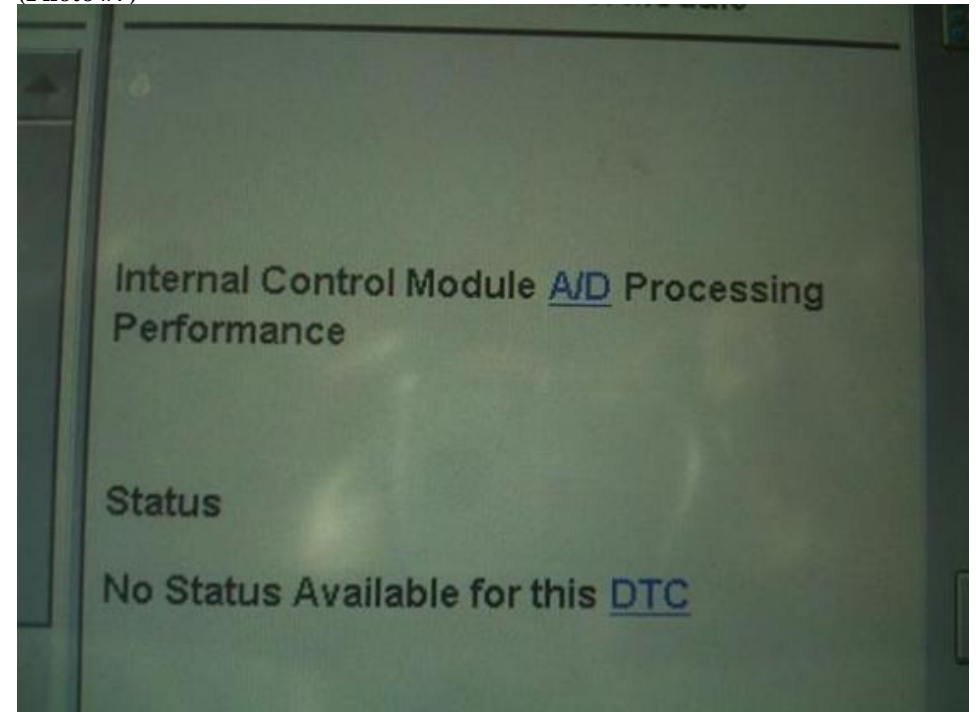 Internal Control Module A/D Processing
Performance
Status
No Status Available for this DTC